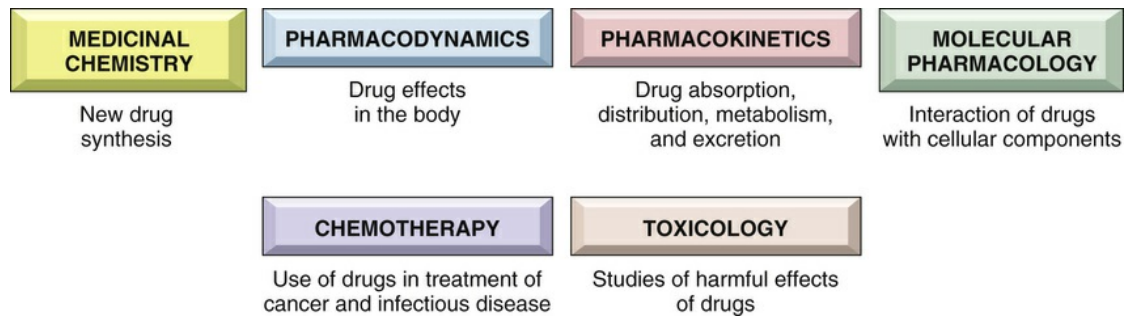 MEDICINAL
CHEMISTRY
New drug
synthesis
PHARMACODYNAMICS
Drug effects
in the body
PHARMACOKINETICS
Drug absorption,
distribution, metabolism,
and excretion
MOLECULAR
PHARMACOLOGY
Interaction of drugs
with cellular components
CHEMOTHERAPY
Use of drugs in treatment of
cancer and infectious disease
TOXICOLOGY
Studies of harmful effects
of drugs